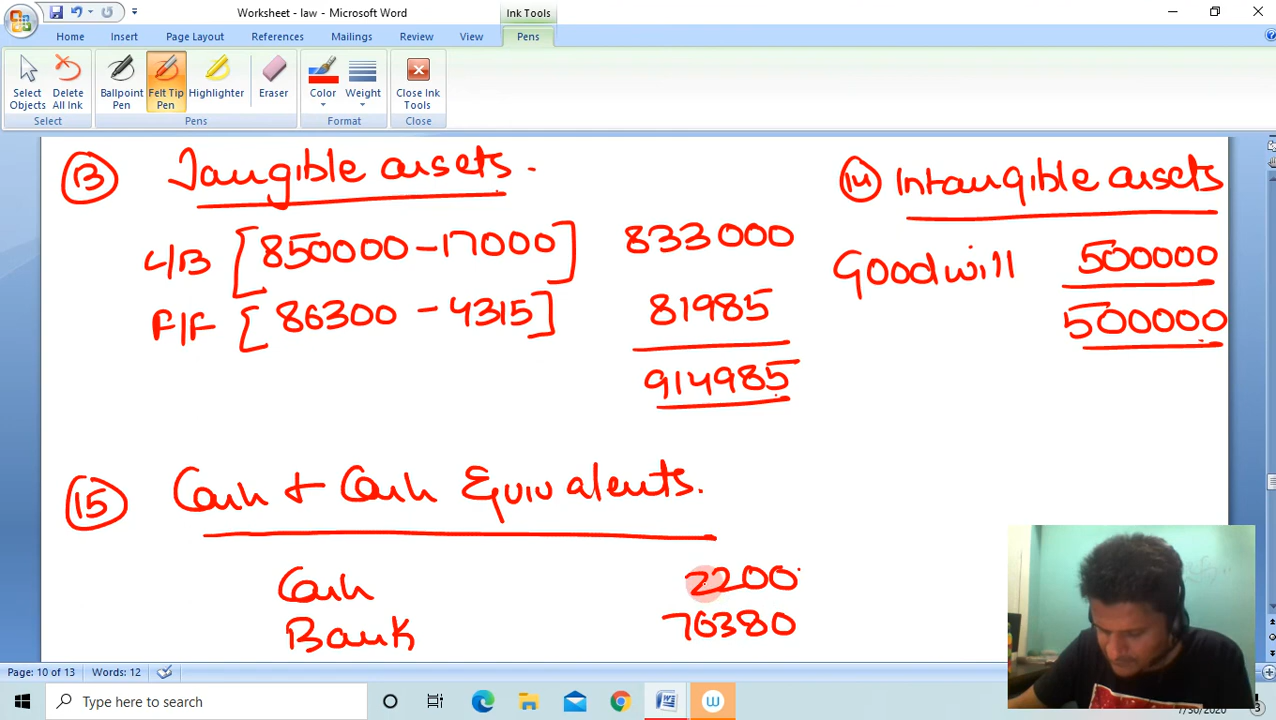 Worksheet - law - Microsoft Word
Ink Tools
Home Insert Page Layout References Mailings Review View Pens
Select Objects
Delete All Ink
Ballpoint Pen
Felt Tip Pen
Highlighter
Eraser
Color
Weight
Close Ink Tools
Select Pens Format Close
13 Tangible assets.
L/B [850000 - 17000] 833000
F/F [86300 - 4315] 81985
914985
14 Intangible assets
Goodwill 500000
500000
15 Cash + Cash Equivalents.
Cash 2200
Bank 76380
Page: 10 of 13 Words: 12
Type here to search
7/30/2020